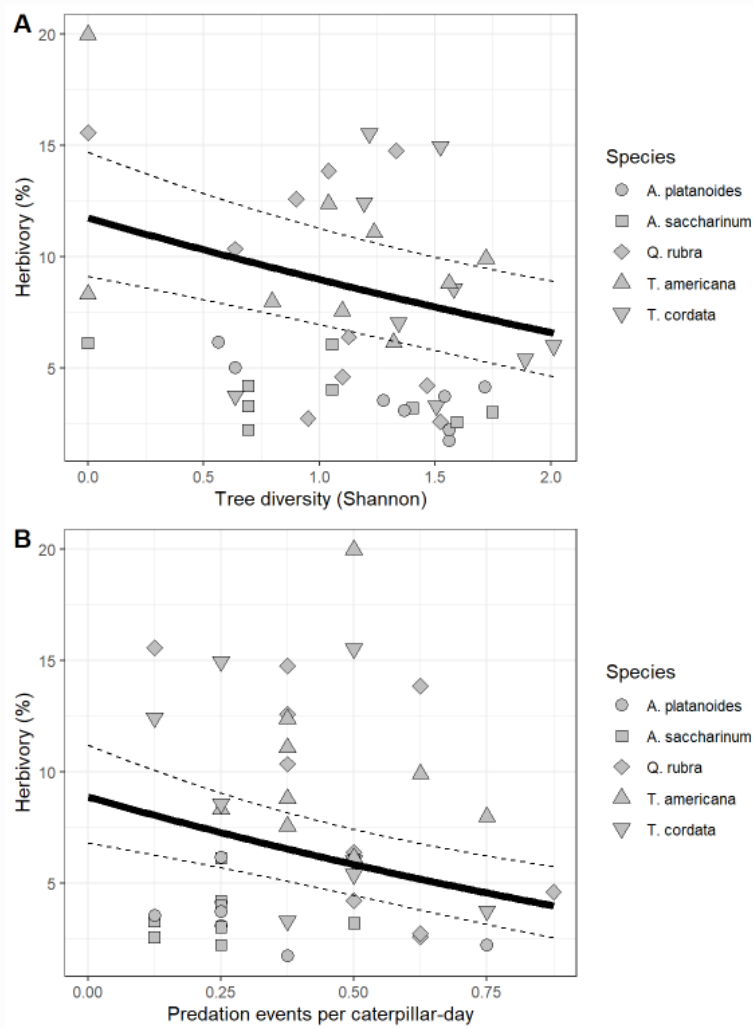 A
20
15
10
5
Herbivory (%)
0.0 0.5 1.0 1.5 2.0
Tree diversity (Shannon)
Species
A. platanoides
A. saccharinum
Q. rubra
T. americana
T. cordata
B
20
15
10
5
Herbivory (%)
0.00 0.25 0.50 0.75
Predation events per caterpillar-day
Species
A. platanoides
A. saccharinum
Q. rubra
T. americana
T. cordata